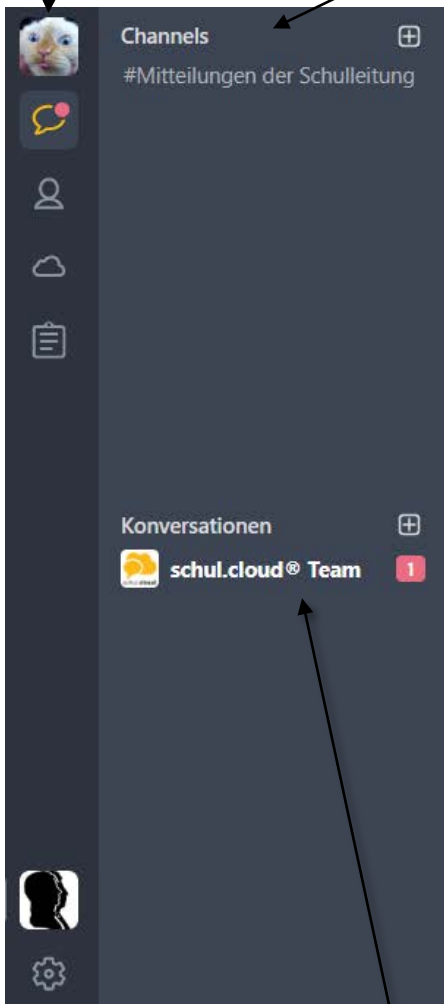 Channels
#Mitteilungen der Schulleitung
Konversationen
schul.cloud® Team 1